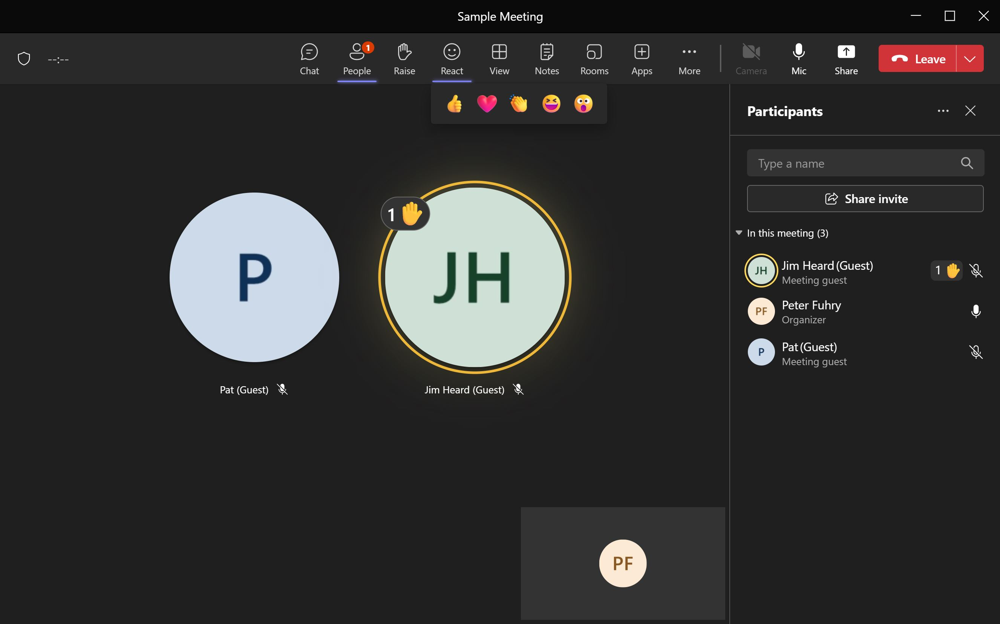 Sample Meeting
--:--
Chat
People
1
Raise
React
View
Notes
Rooms
Apps
More
Camera
Mic
Share
Leave
Participants
Type a name
Share invite
In this meeting (3)
JH
Jim Heard (Guest)
Meeting guest
1
PF
Peter Fuhry
Organizer
P
Pat (Guest)
Meeting guest
P
Pat (Guest)
1
JH
Jim Heard (Guest)
PF